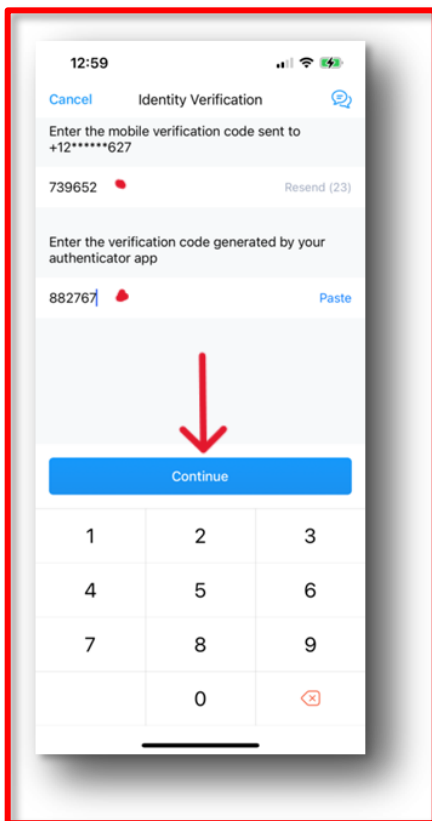 12:59
Cancel Identity Verification
Enter the mobile verification code sent to
+12******627
739652 Resend (23)
Enter the verification code generated by your
authenticator app
882767 Paste
Continue
1 2 3
4 5 6
7 8 9
0